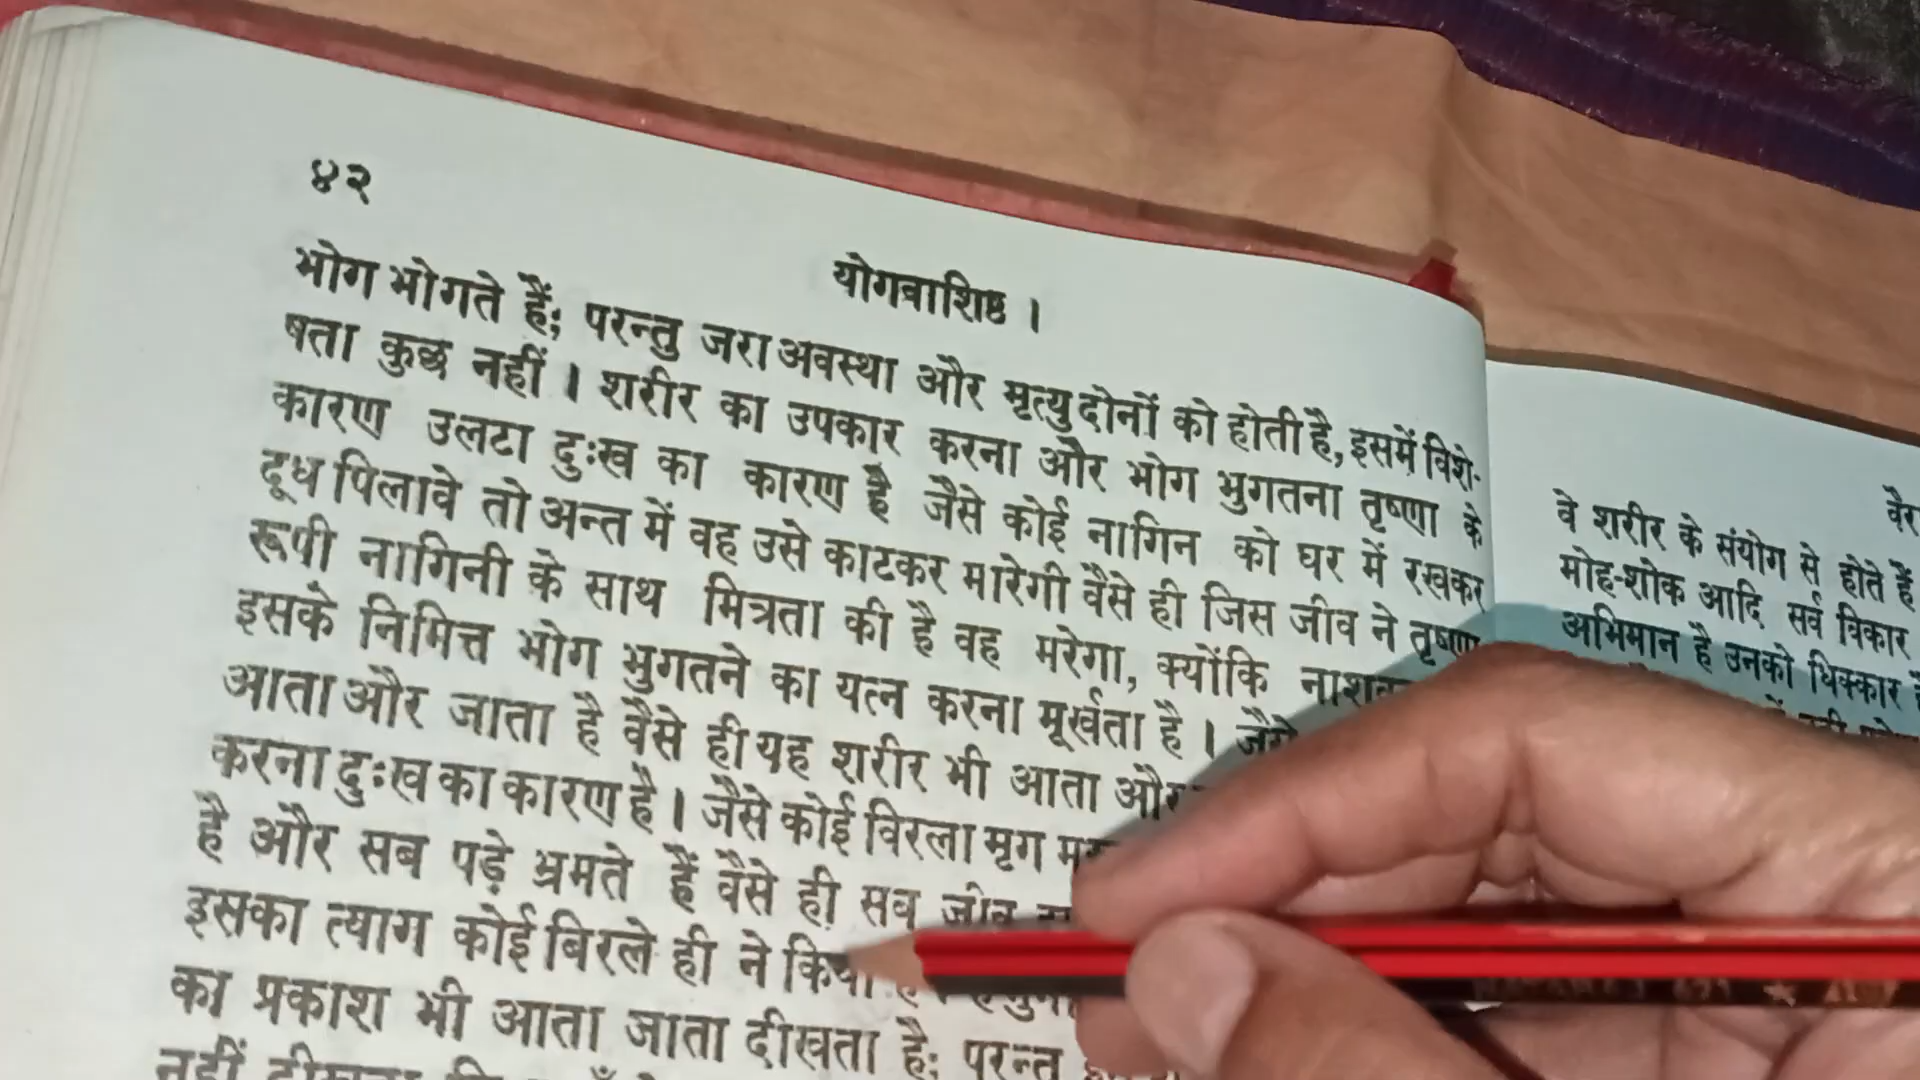 ४२
योगवाशिष्ठ ।
भोग भोगते हैं; परन्तु जरा अवस्था और मृत्यु दोनों को होती है, इसमें विशे-
षता कुछ नहीं । शरीर का उपकार करना और भोग भुगतना तृष्णा के
कारण उलटा दुःख का कारण है जैसे कोई नागिन को घर में रखकर
दूध पिलावे तो अन्त में वह उसे काटकर मारेगी वैसे ही जिस जीव ने तृष्णा
रूपी नागिनी के साथ मित्रता की है वह मरेगा, क्योंकि
इसके निमित्त भोग भुगतने का यत्न करना मूर्खता है । जैसे
आता और जाता है वैसे ही यह शरीर भी आता और
करना दुःख का कारण है । जैसे कोई विरला मृग
है और सब पड़े भ्रमते हैं वैसे ही सब जीव
इसका त्याग कोई बिरले ही ने किया
का प्रकाश भी आता जाता दीखता है; परन्तु
नहीं
वे शरीर के संयोग से होते हैं
मोह-शोक आदि सर्व विकार
अभिमान है उनको धिक्कार